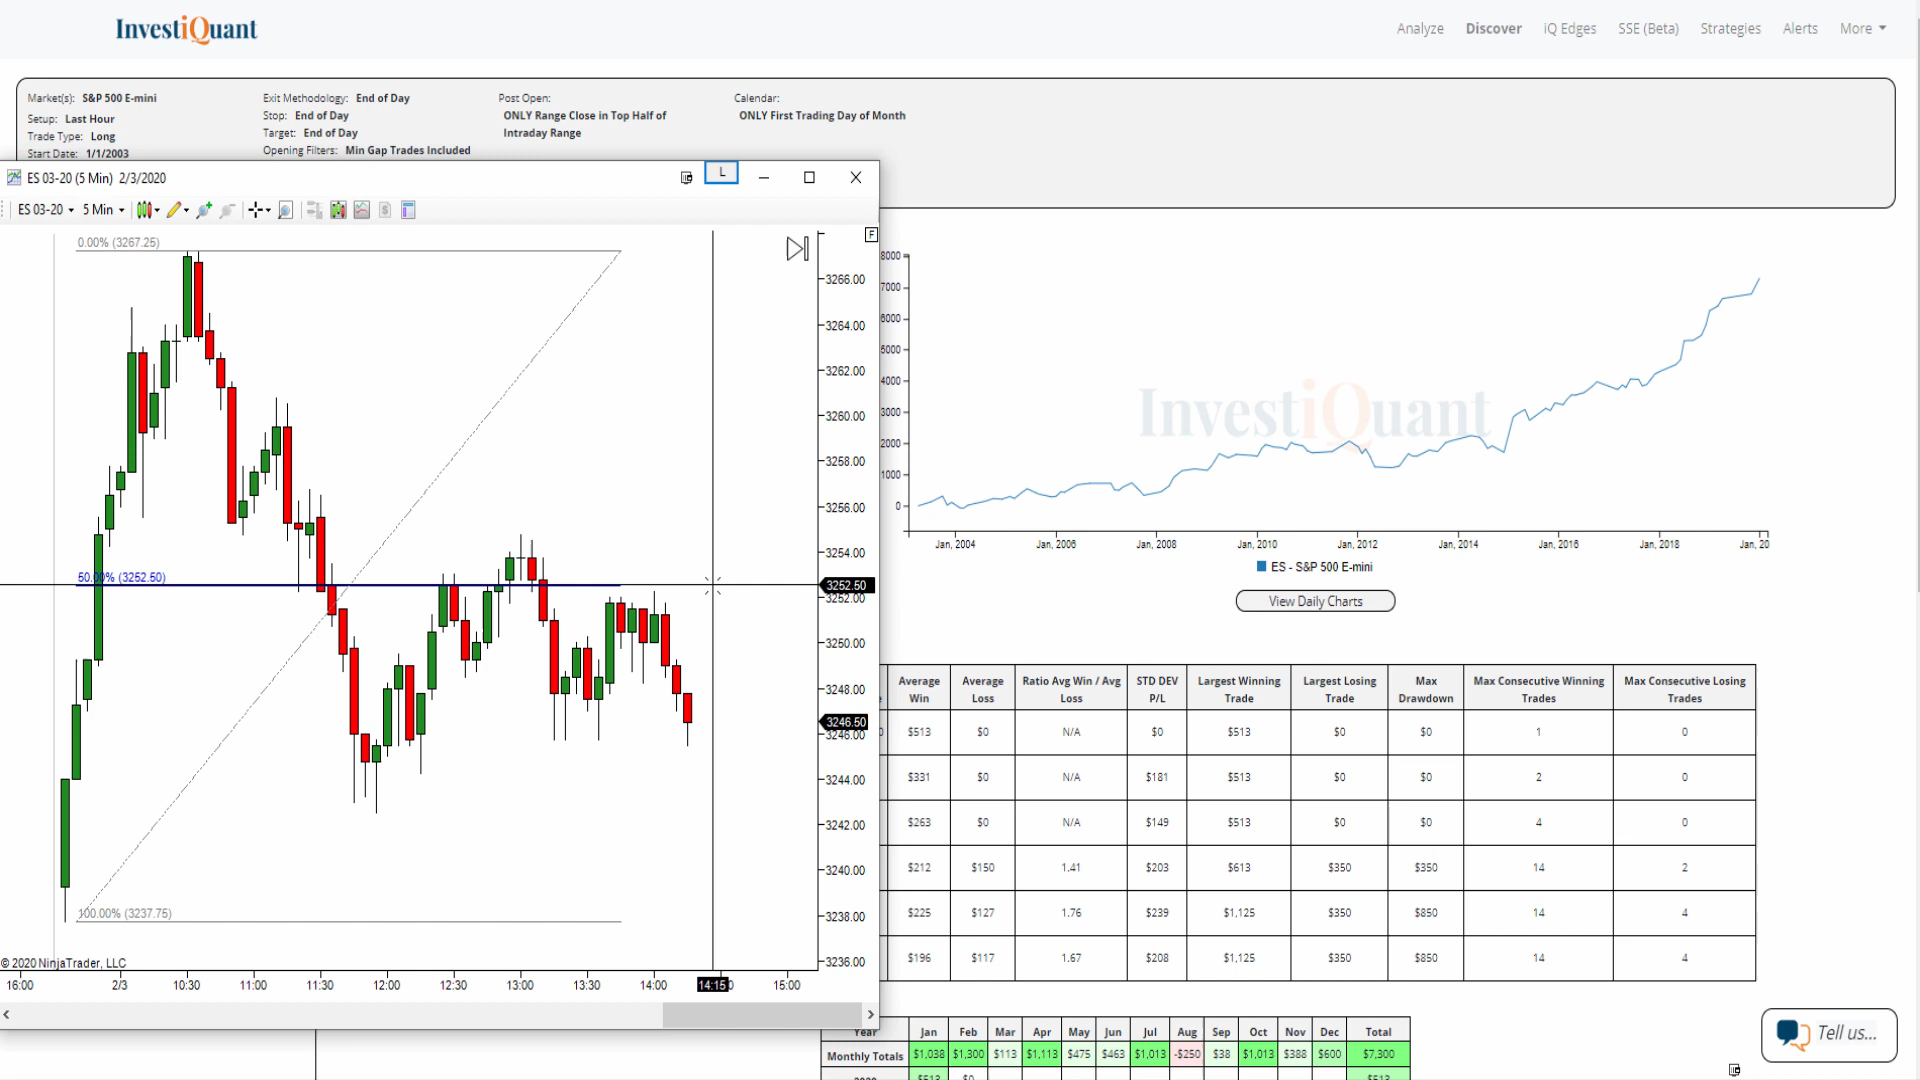 InvestiQuant
Analyze Discover iQ Edges SSE (Beta) Strategies Alerts More
Market(s): S&P 500 E-mini Exit Methodology: End of Day Post Open: Calendar:
Setup: Last Hour Stop: End of Day ONLY Range Close in Top Half of ONLY First Trading Day of Month
Trade Type: Long Target: End of Day Intraday Range
Start Date: 1/1/2003 Opening Filters: Min Gap Trades Included
ES 03-20 (5 Min) 2/3/2020 L
ES 03-20 5 Min
F
0.00% (3267.25)
50.00% (3252.50)
100.00% (3237.75)
3266.00
3264.00
3262.00
3260.00
3258.00
3256.00
3254.00
3252.50
3252.00
3250.00
3248.00
3246.50
3246.00
3244.00
3242.00
3240.00
3238.00
3236.00
© 2020 NinjaTrader, LLC
16:00 2/3 10:30 11:00 11:30 12:00 12:30 13:00 13:30 14:00 14:15 15:00
8000
7000
6000
5000
4000
3000
2000
1000
0
InvestiQuant
Jan, 2004 Jan, 2006 Jan, 2008 Jan, 2010 Jan, 2012 Jan, 2014 Jan, 2016 Jan, 2018 Jan, 20
ES - S&P 500 E-mini
View Daily Charts
Average Win Average Loss Ratio Avg Win / Avg Loss STD DEV P/L Largest Winning Trade Largest Losing Trade Max Drawdown Max Consecutive Winning Trades Max Consecutive Losing Trades
$513 $0 N/A $0 $513 $0 $0 1 0
$331 $0 N/A $181 $513 $0 $0 2 0
$263 $0 N/A $149 $513 $0 $0 4 0
$212 $150 1.41 $203 $613 $350 $350 14 2
$225 $127 1.76 $239 $1,125 $350 $850 14 4
$196 $117 1.67 $208 $1,125 $350 $850 14 4
Year Jan Feb Mar Apr May Jun Jul Aug Sep Oct Nov Dec Total
Monthly Totals $1,038 $1,300 $113 $1,113 $475 $463 $1,013 -$250 $38 $1,013 $388 $600 $7,300
2020 $513 $0 $513
Tell us...